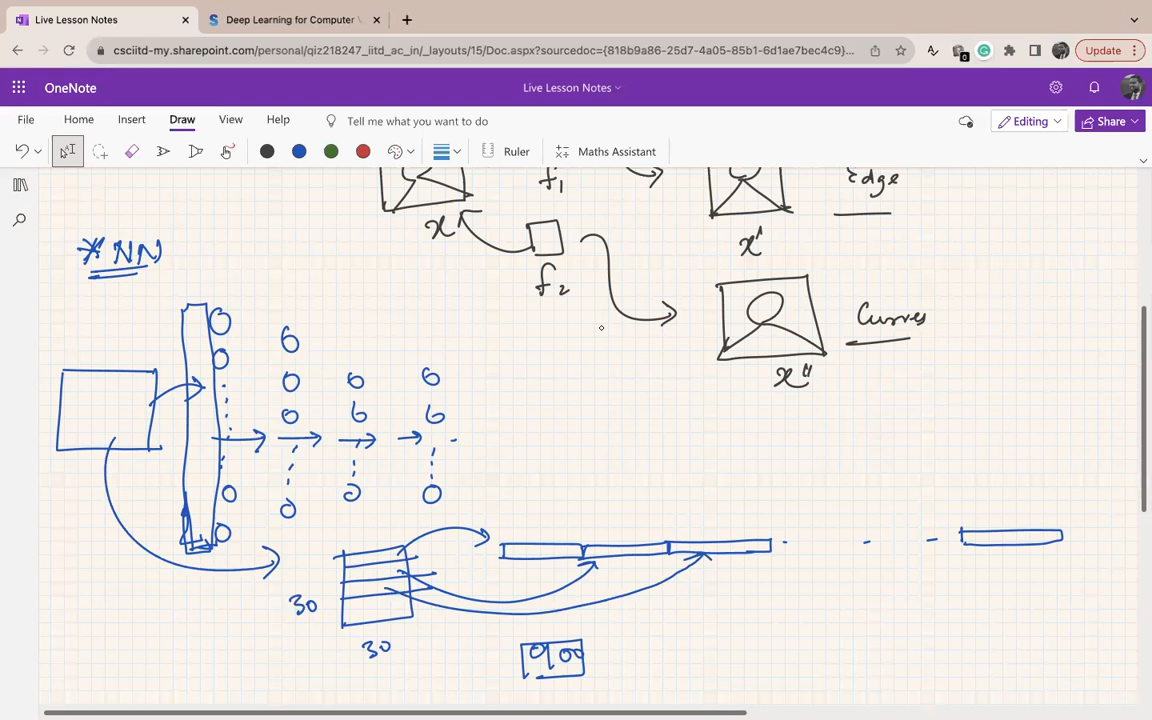 Live Lesson Notes
Deep Learning for Computer V
csciitd-my.sharepoint.com/personal/qiz218247_iitd_ac_in/_layouts/15/Doc.aspx?sourcedoc={818b9a86-25d7-4a05-85b1-6d1ae7bec4c9}...
0
Update
OneNote
Live Lesson Notes
File Home Insert Draw View Help Tell me what you want to do
Editing
Share
Ruler
Maths Assistant
f1
Edge
x
x'
* NN
f2
Curves
x"
30
30
900